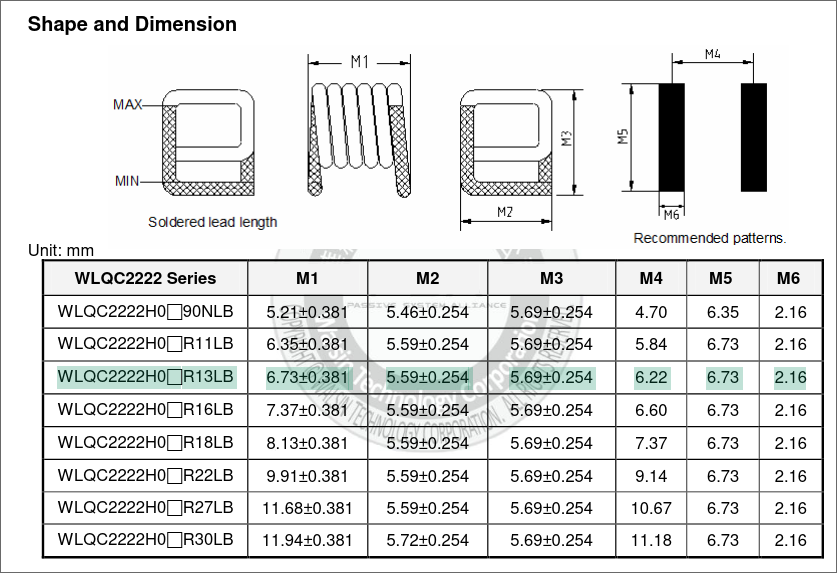 Shape and Dimension
M1
M4
MAX
MIN
M3
M5
M2
M6
Soldered lead length
Recommended patterns.
Unit: mm
WLQC2222 Series M1 M2 M3 M4 M5 M6
WLQC2222H0□90NLB 5.21±0.381 5.46±0.254 5.69±0.254 4.70 6.35 2.16
WLQC2222H0□R11LB 6.35±0.381 5.59±0.254 5.69±0.254 5.84 6.73 2.16
WLQC2222H0□R13LB 6.73±0.381 5.59±0.254 5.69±0.254 6.22 6.73 2.16
WLQC2222H0□R16LB 7.37±0.381 5.59±0.254 5.69±0.254 6.60 6.73 2.16
WLQC2222H0□R18LB 8.13±0.381 5.59±0.254 5.69±0.254 7.37 6.73 2.16
WLQC2222H0□R22LB 9.91±0.381 5.59±0.254 5.69±0.254 9.14 6.73 2.16
WLQC2222H0□R27LB 11.68±0.381 5.59±0.254 5.69±0.254 10.67 6.73 2.16
WLQC2222H0□R30LB 11.94±0.381 5.72±0.254 5.69±0.254 11.18 6.73 2.16
PASSIVE SYSTEM ALLIANCE
Technology Corporation